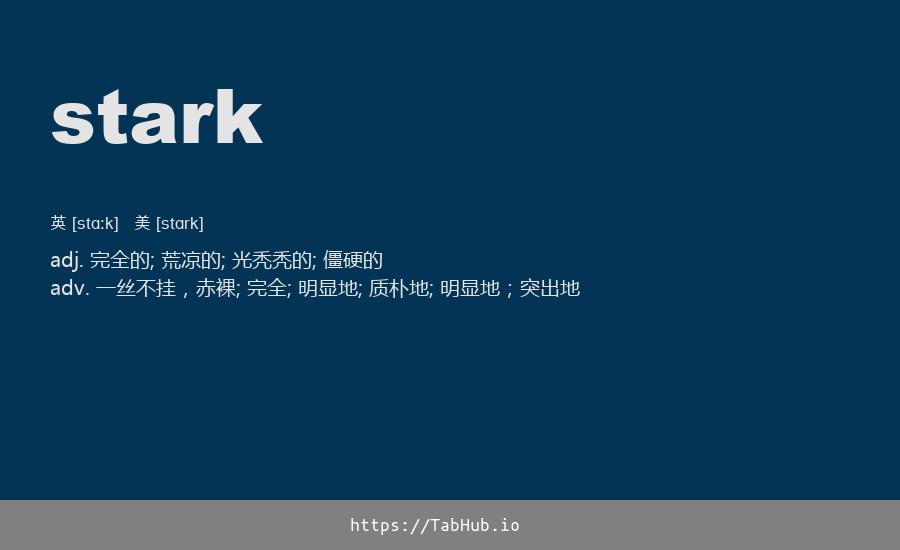 stark
英 [stɑːk] 美 [stɑrk]
adj. 完全的; 荒凉的; 光秃秃的; 僵硬的
adv. 一丝不挂，赤裸; 完全; 明显地; 质朴地; 明显地；突出地
https://TabHub.io